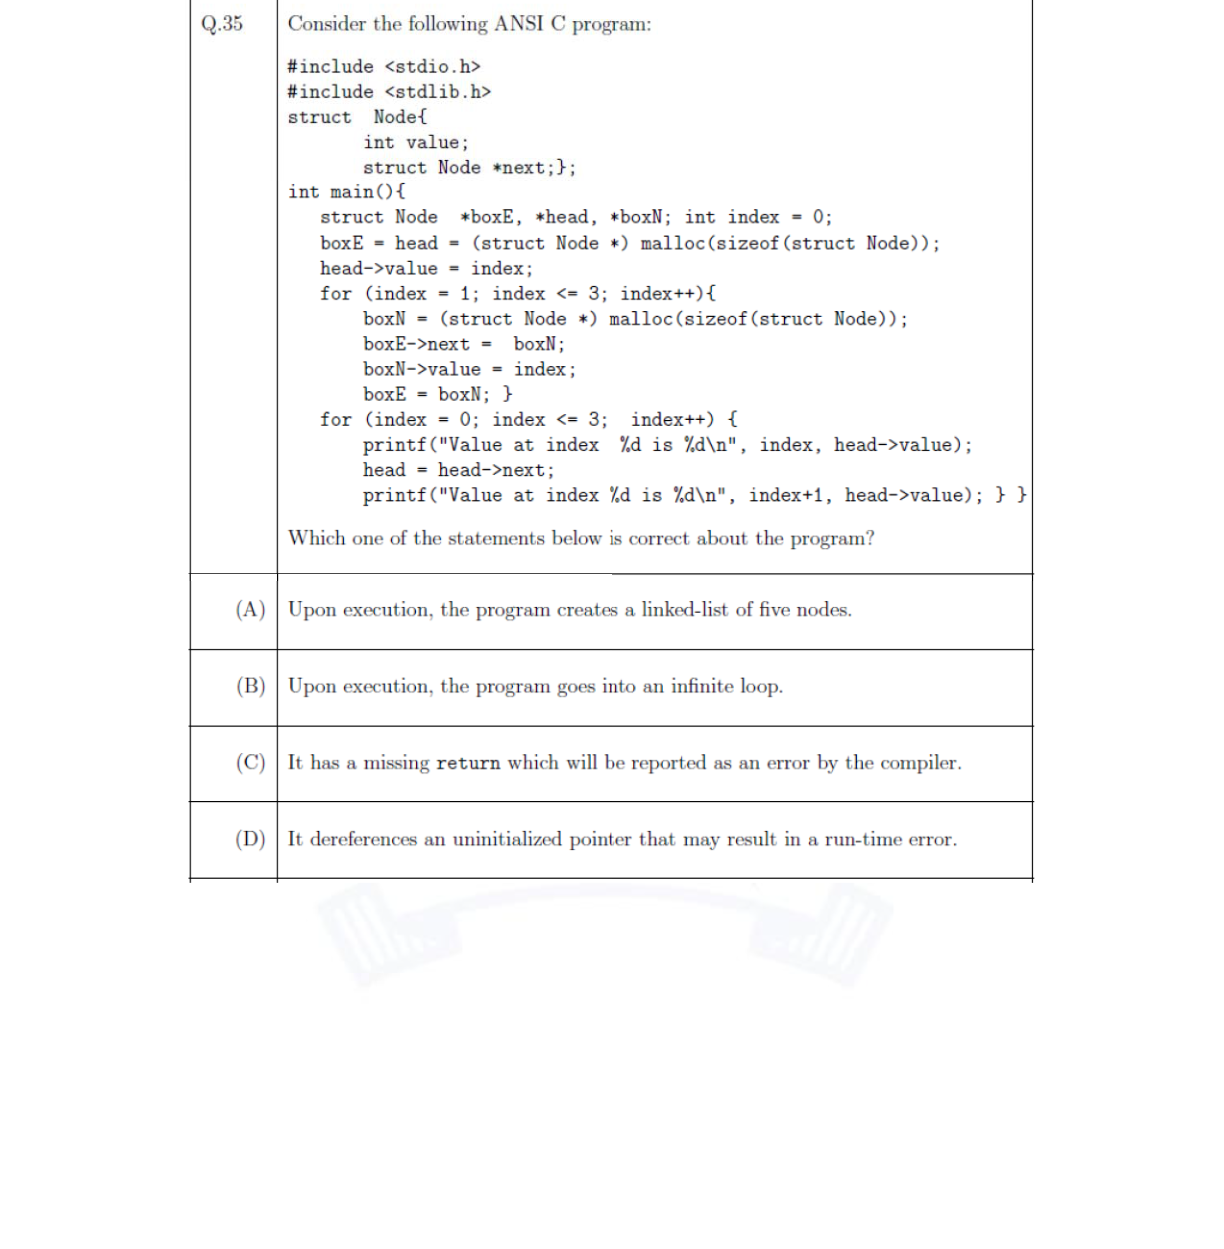 Q.35 Consider the following ANSI C program:
#include <stdio.h>
#include <stdlib.h>
struct  Node{
        int value;
        struct Node *next;};
int main(){
   struct Node  *boxE, *head, *boxN; int index = 0;
   boxE = head = (struct Node *) malloc(sizeof(struct Node));
   head->value = index;
   for (index = 1; index <= 3; index++){
       boxN = (struct Node *) malloc(sizeof(struct Node));
       boxE->next =  boxN;
       boxN->value = index;
       boxE = boxN; }
   for (index = 0; index <= 3;  index++) {
       printf("Value at index  %d is %d\n", index, head->value);
       head = head->next;
       printf("Value at index %d is %d\n", index+1, head->value); } }
Which one of the statements below is correct about the program?
(A) Upon execution, the program creates a linked-list of five nodes.
(B) Upon execution, the program goes into an infinite loop.
(C) It has a missing return which will be reported as an error by the compiler.
(D) It dereferences an uninitialized pointer that may result in a run-time error.